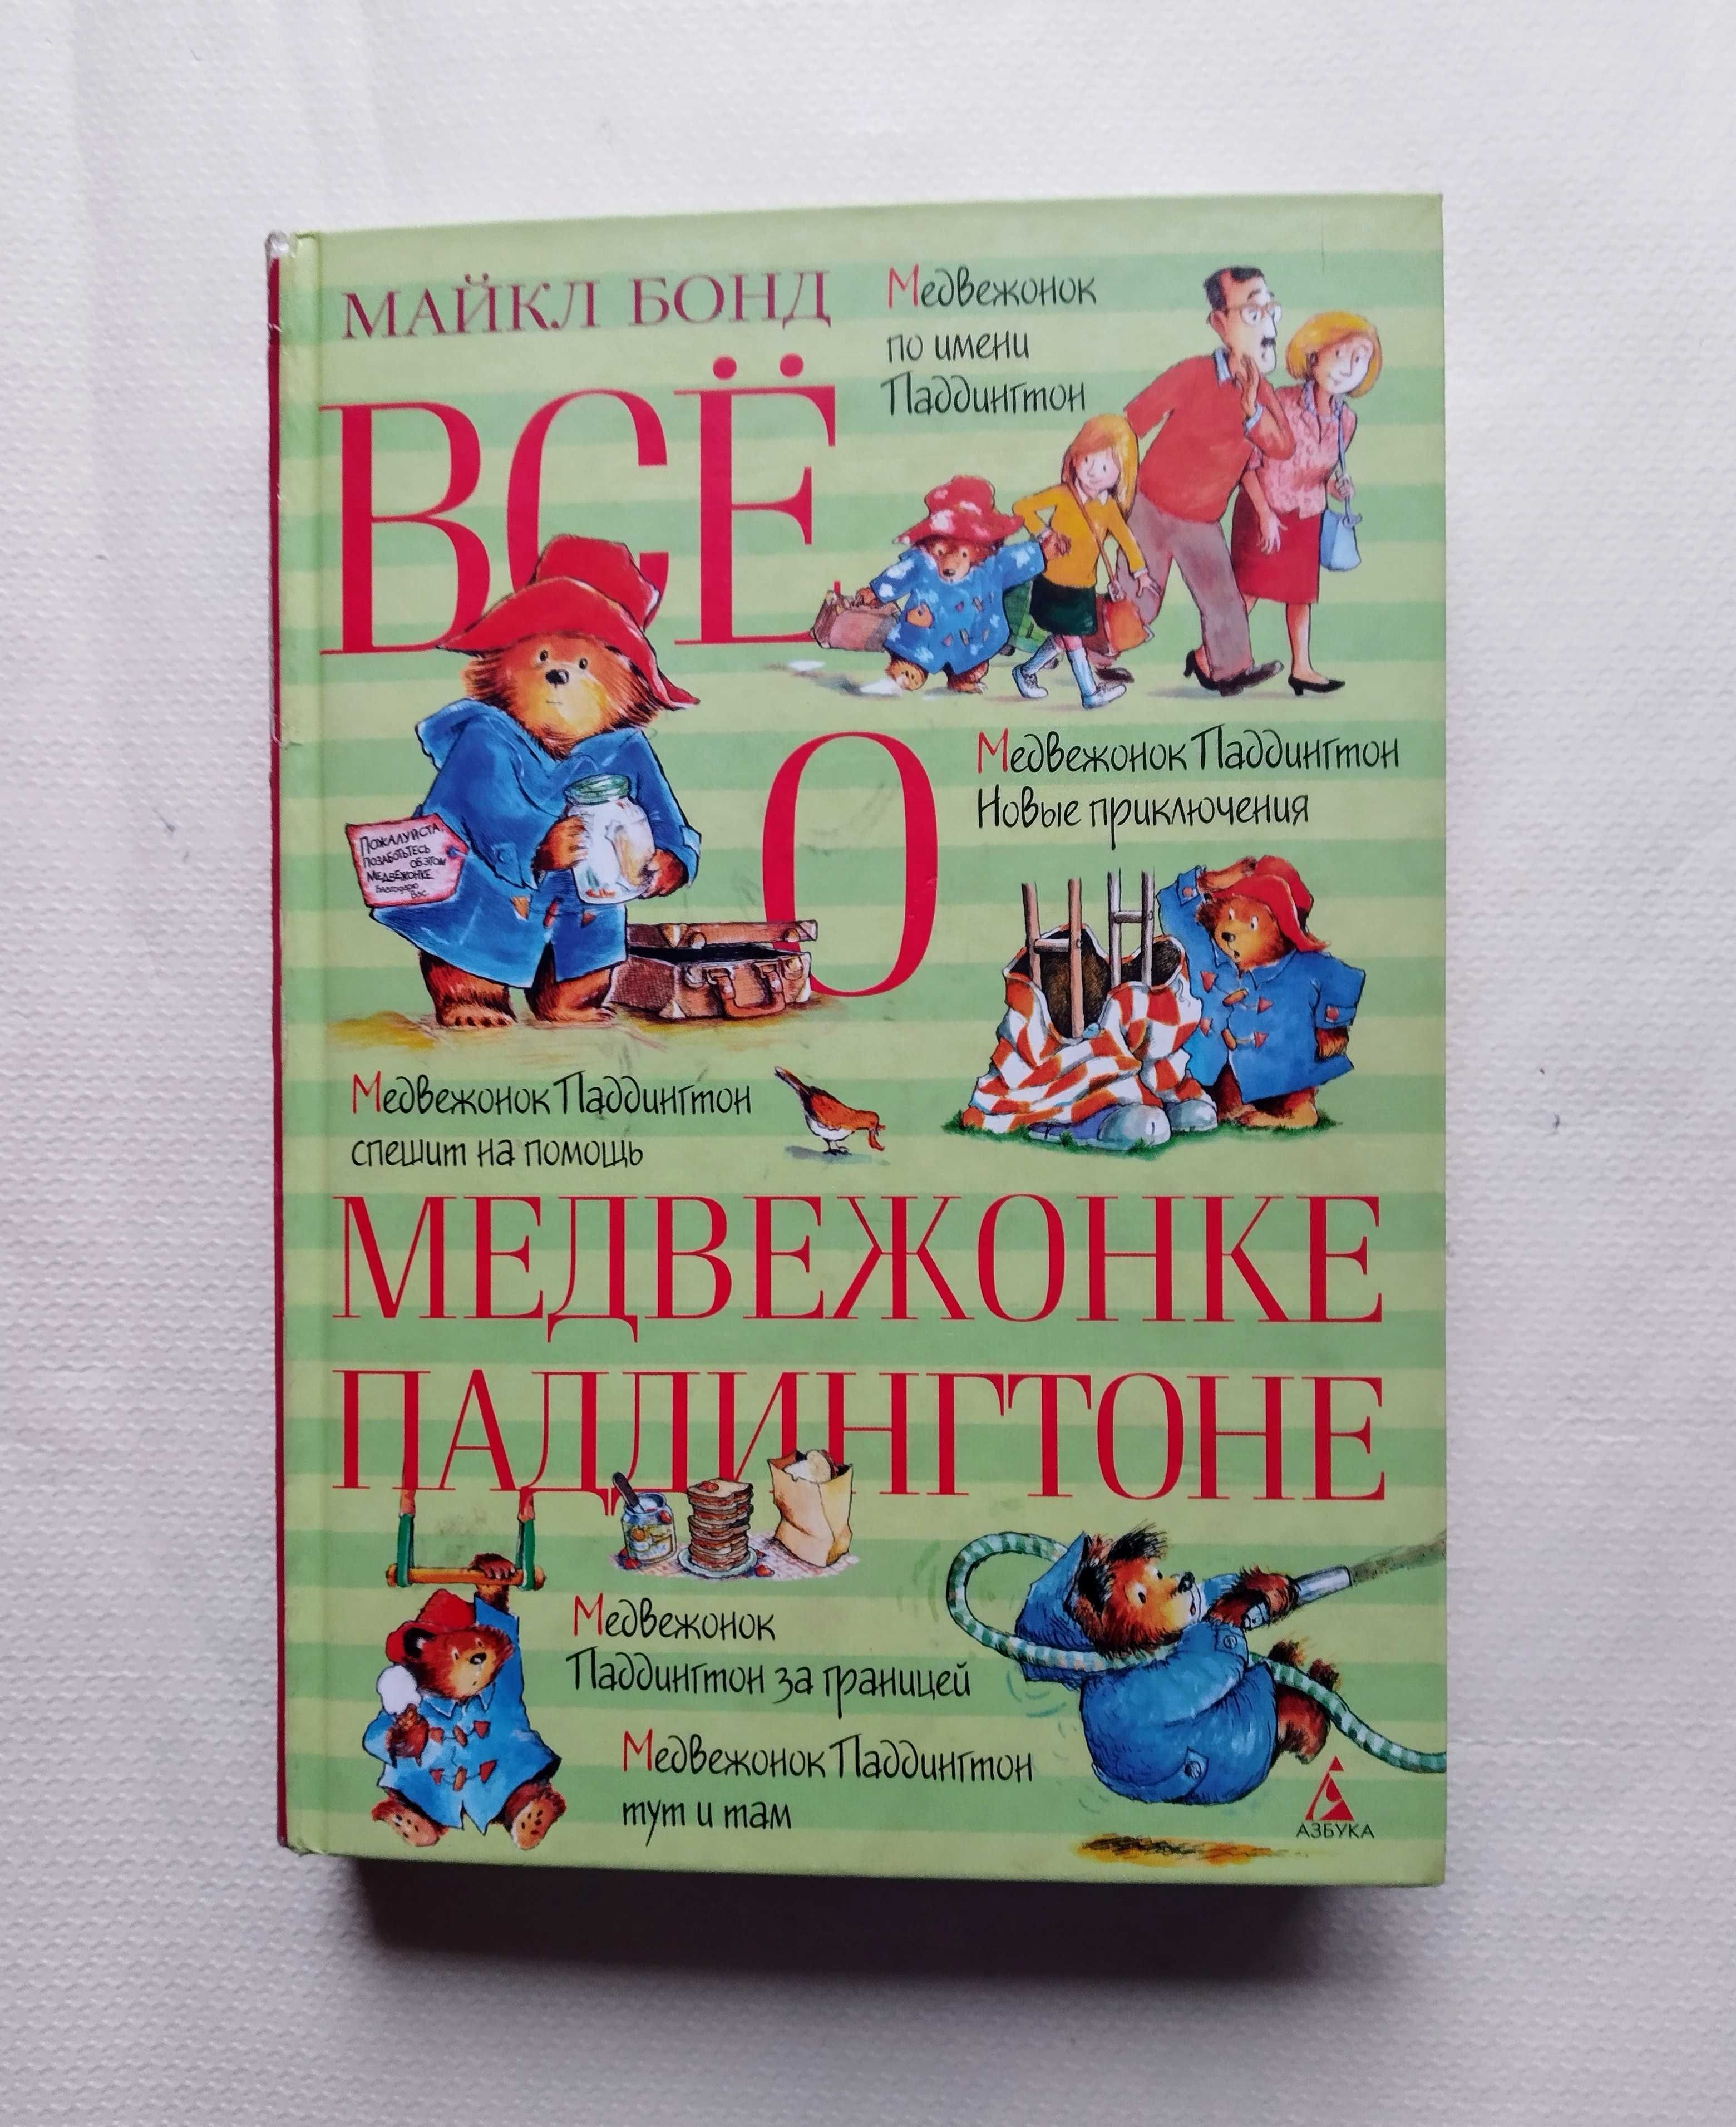 МАЙКЛ БОНД
ВСЁ
О
МЕДВЕЖОНКЕ
ПАДДИНГТОНЕ
Медвежонок
по имени
Паддингтон
Медвежонок Паддингтон
Новые приключения
ПОЖАЛУЙСТА,
ПОЗАБОТЬТЕСЬ
ОБ ЭТОМ
МЕДВЕЖОНКЕ.
БЛАГОДАРЮ
ВАС
Медвежонок Паддингтон
спешит на помощь
Медвежонок
Паддингтон за границей
Медвежонок Паддингтон
тут и там
АЗБУКА